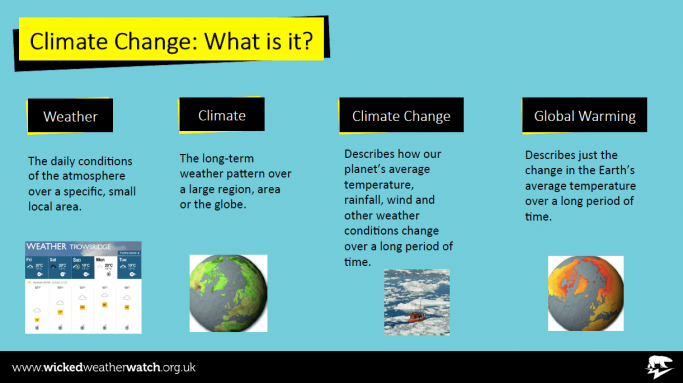 Climate Change: What is it?
Weather
The daily conditions
of the atmosphere
over a specific, small
local area.
WEATHER TROWBRIDGE
Fri Sat Sun Mon Tue
Climate
The long-term
weather pattern over
a large region, area
or the globe.
Climate Change
Describes how our
planet's average
temperature,
rainfall, wind and
other weather
conditions change
over a long period of
time.
Global Warming
Describes just the
change in the Earth's
average temperature
over a long period of
time.
www.wickedweatherwatch.org.uk